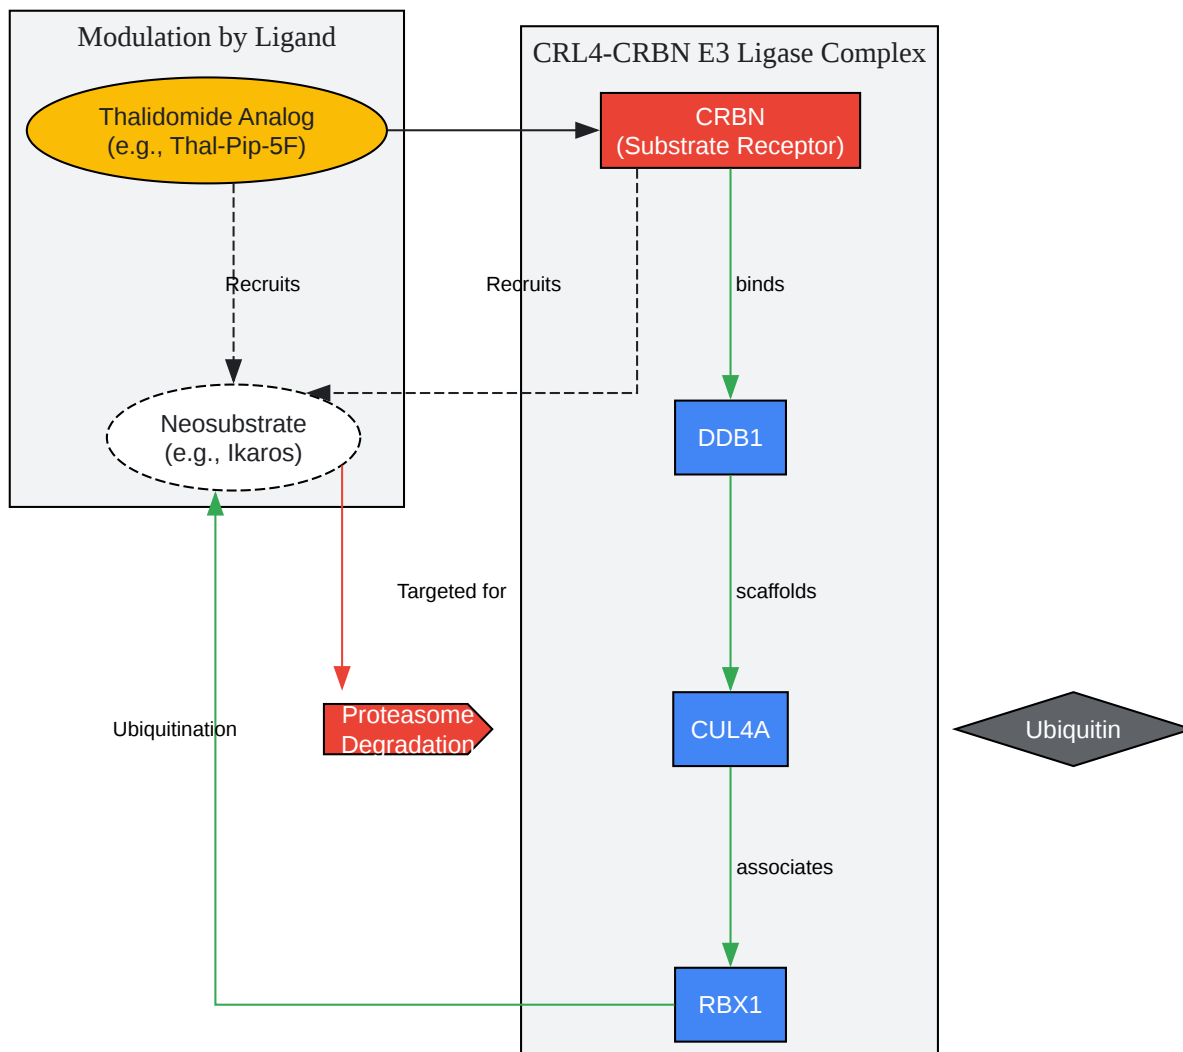 Modulation by Ligand
CRL4-CRBN E3 Ligase Complex
Thalidomide Analog
(e.g., Thal-Pip-5F)
CRBN
(Substrate Receptor)
Recruits
Recruits
binds
Neosubstrate
(e.g., Ikaros)
DDB1
Targeted for
scaffolds
Ubiquitination
Proteasome
Degradation
CUL4A
Ubiquitin
associates
RBX1